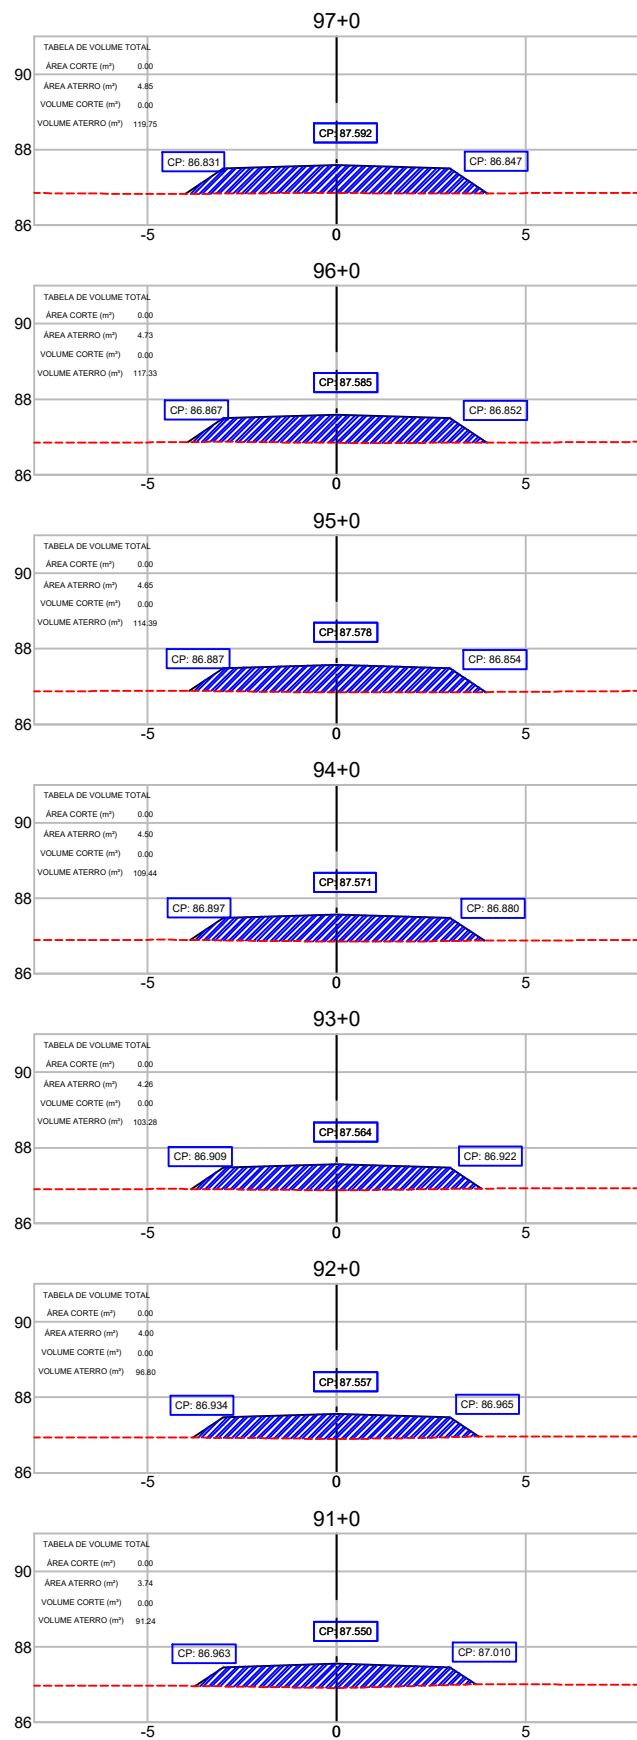 97+0
TABELA DE VOLUME TOTAL
ÁREA CORTE (m²) 0.00
ÁREA ATERRO (m²) 4.85
VOLUME CORTE (m³) 0.00
VOLUME ATERRO (m³) 119.75
90
88
86
CP: 87.592
CP: 86.831
CP: 86.847
-5 0 5
96+0
TABELA DE VOLUME TOTAL
ÁREA CORTE (m²) 0.00
ÁREA ATERRO (m²) 4.73
VOLUME CORTE (m³) 0.00
VOLUME ATERRO (m³) 117.33
90
88
86
CP: 87.585
CP: 86.867
CP: 86.852
-5 0 5
95+0
TABELA DE VOLUME TOTAL
ÁREA CORTE (m²) 0.00
ÁREA ATERRO (m²) 4.65
VOLUME CORTE (m³) 0.00
VOLUME ATERRO (m³) 114.39
90
88
86
CP: 87.578
CP: 86.887
CP: 86.854
-5 0 5
94+0
TABELA DE VOLUME TOTAL
ÁREA CORTE (m²) 0.00
ÁREA ATERRO (m²) 4.50
VOLUME CORTE (m³) 0.00
VOLUME ATERRO (m³) 109.44
90
88
86
CP: 87.571
CP: 86.897
CP: 86.880
-5 0 5
93+0
TABELA DE VOLUME TOTAL
ÁREA CORTE (m²) 0.00
ÁREA ATERRO (m²) 4.26
VOLUME CORTE (m³) 0.00
VOLUME ATERRO (m³) 103.28
90
88
86
CP: 87.564
CP: 86.909
CP: 86.922
-5 0 5
92+0
TABELA DE VOLUME TOTAL
ÁREA CORTE (m²) 0.00
ÁREA ATERRO (m²) 4.00
VOLUME CORTE (m³) 0.00
VOLUME ATERRO (m³) 96.80
90
88
86
CP: 87.557
CP: 86.934
CP: 86.965
-5 0 5
91+0
TABELA DE VOLUME TOTAL
ÁREA CORTE (m²) 0.00
ÁREA ATERRO (m²) 3.74
VOLUME CORTE (m³) 0.00
VOLUME ATERRO (m³) 91.24
90
88
86
CP: 87.550
CP: 86.963
CP: 87.010
-5 0 5